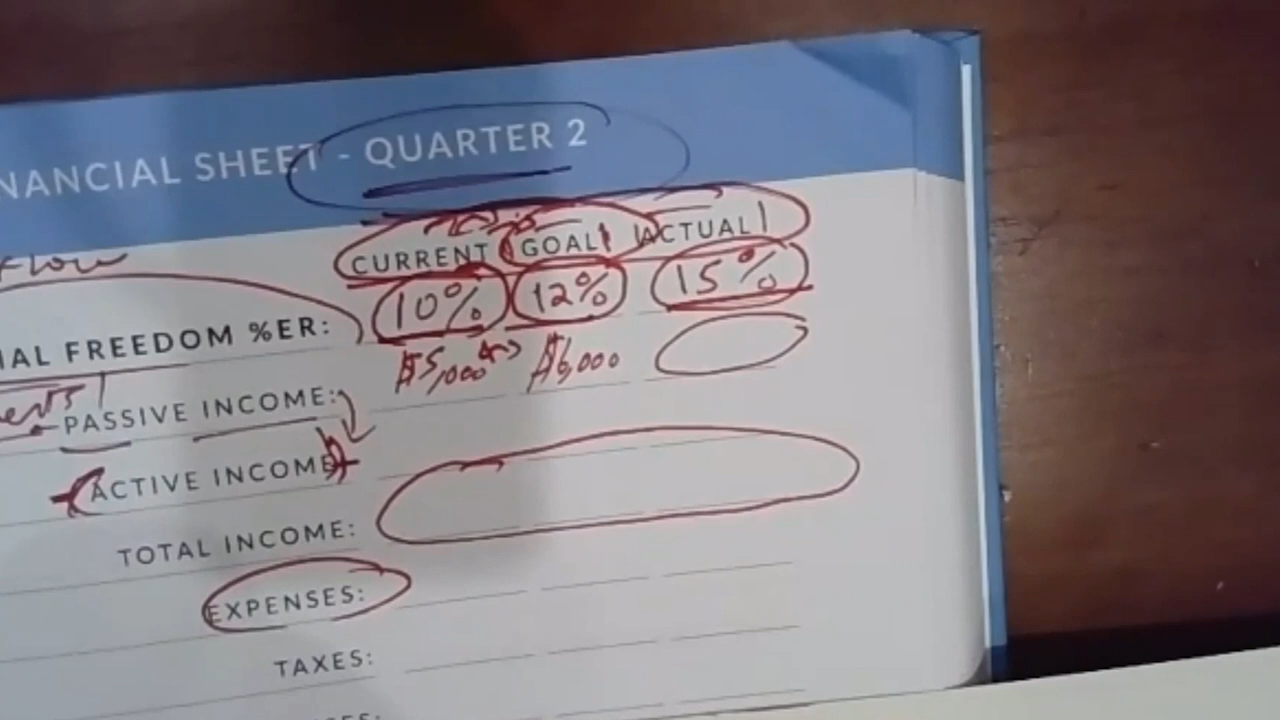 NANCIAL SHEET - QUARTER 2
CURRENT GOAL ACTUAL
flow
IAL FREEDOM %ER: 10% 12% 15%
PASSIVE INCOME: $5,000 $6,000
ACTIVE INCOME
TOTAL INCOME:
EXPENSES:
TAXES: